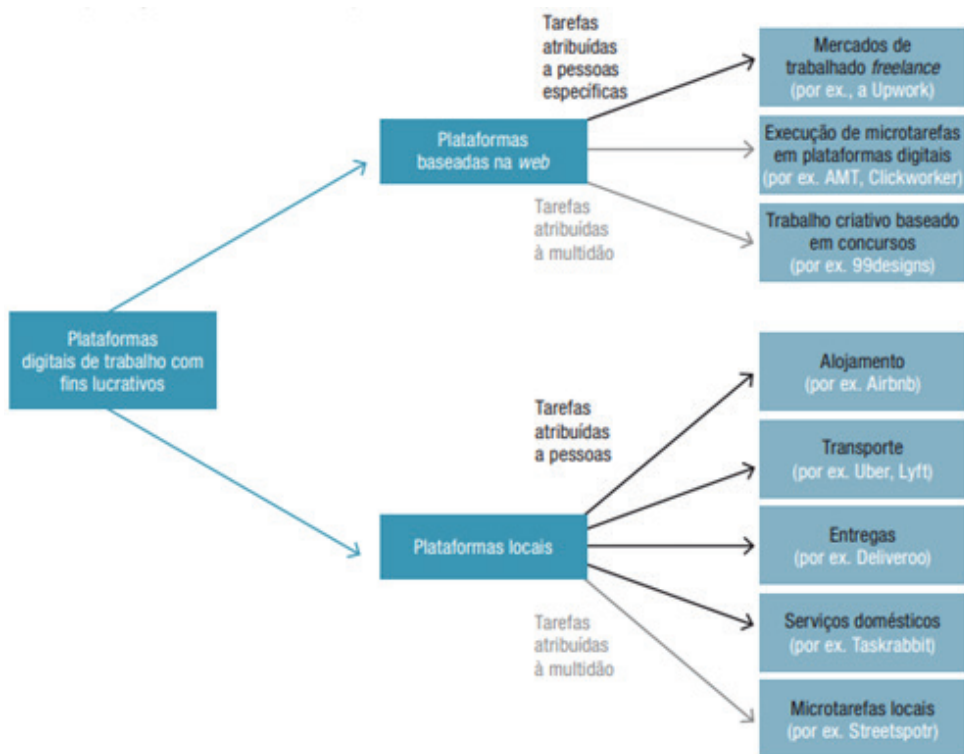 Tarefas
atribuídas
a pessoas
específicas
Mercados de
trabalhado freelance
(por ex., a Upwork)
Plataformas
baseadas na web
Execução de microtarefas
em plataformas digitais
(por ex. AMT, Clickworker)
Tarefas
atribuídas
à multidão
Trabalho criativo baseado
em concursos
(por ex. 99designs)
Plataformas
digitais de trabalho com
fins lucrativos
Tarefas
atribuídas
a pessoas
Alojamento
(por ex. Airbnb)
Transporte
(por ex. Uber, Lyft)
Plataformas locais
Entregas
(por ex. Deliveroo)
Tarefas
atribuídas
à multidão
Serviços domésticos
(por ex. Taskrabbit)
Microtarefas locais
(por ex. Streetspotr)